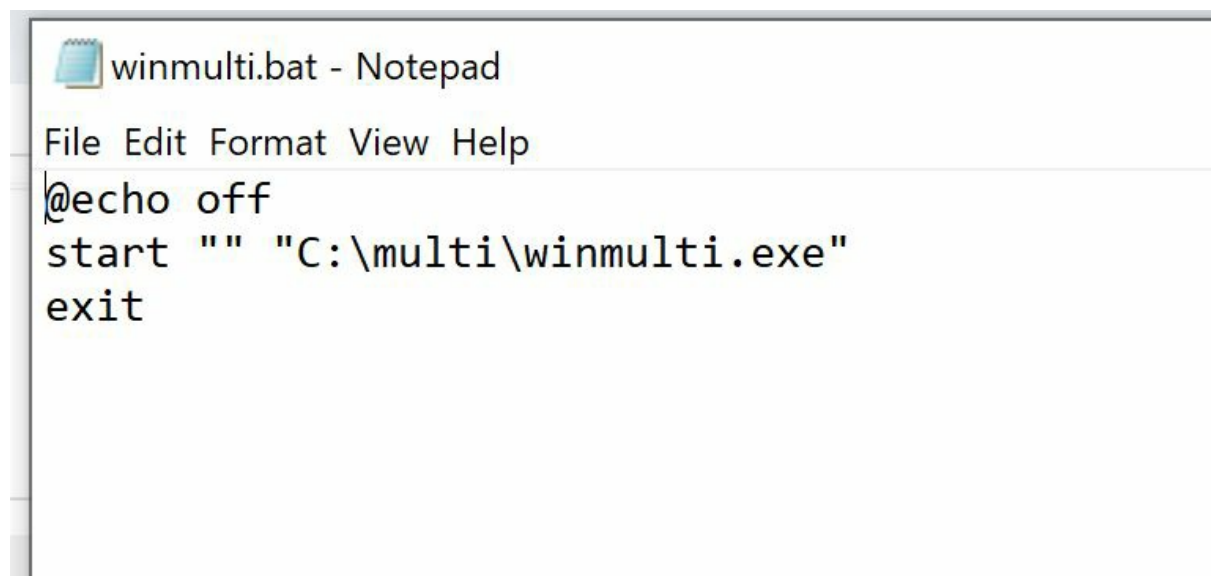 winmulti.bat - Notepad
File Edit Format View Help
@echo off
start "" "C:\multi\winmulti.exe"
exit